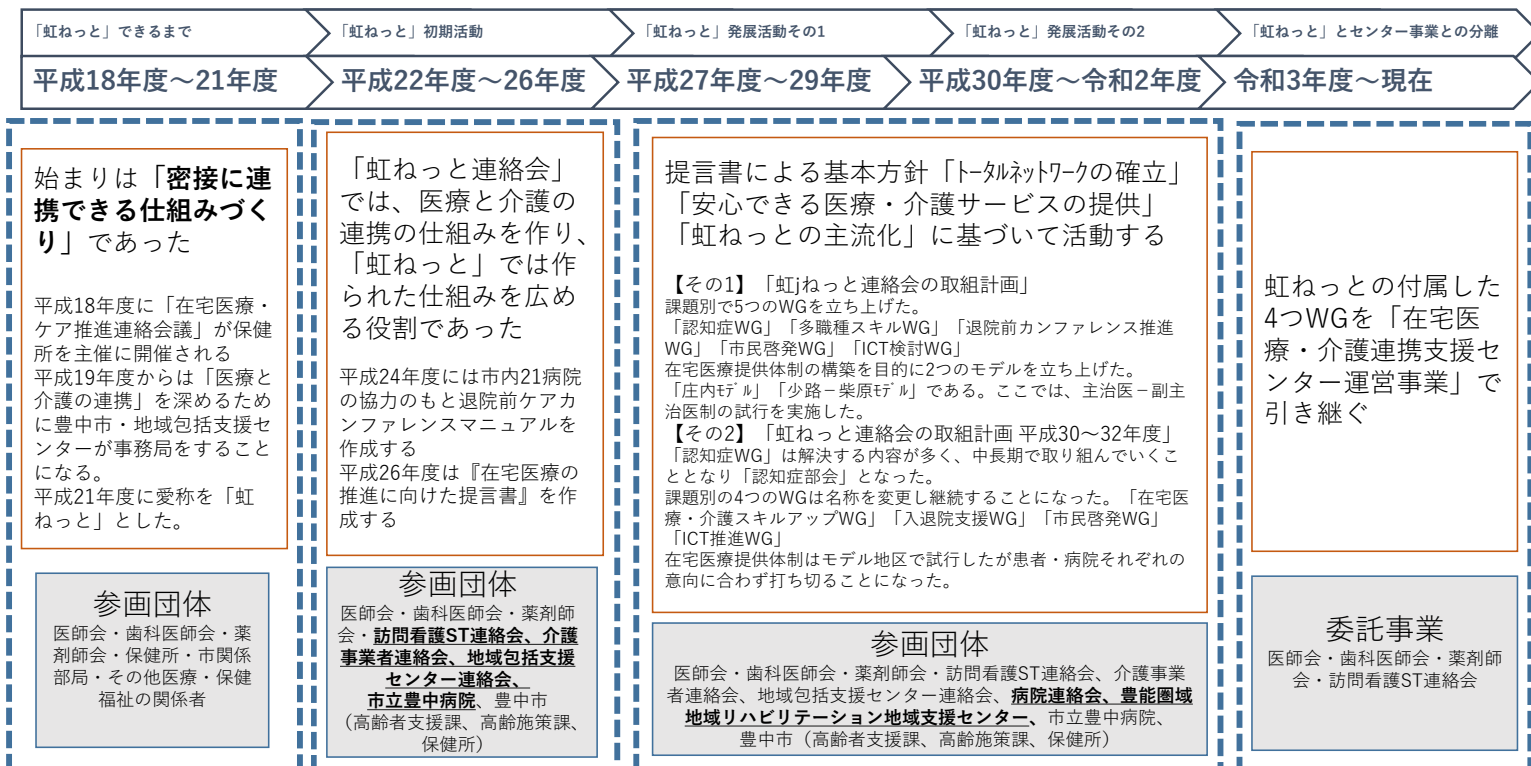 「虹ねっと」できるまで
「虹ねっと」初期活動
「虹ねっと」発展活動その1
「虹ねっと」発展活動その2
「虹ねっと」とセンター事業との分離
平成18年度～21年度
平成22年度～26年度
平成27年度～29年度
平成30年度～令和2年度
令和3年度～現在
始まりは「密接に連
携できる仕組みづく
り」であった
平成18年度に「在宅医療・
ケア推進連絡会議」が保健
所を主催に開催される
平成19年度からは「医療と
介護の連携」を深めるため
に豊中市・地域包括支援セ
ンターが事務局をすること
になる。
平成21年度に愛称を「虹
ねっと」とした。
参画団体
医師会・歯科医師会・薬
剤師会・保健所・市関係
部局・その他医療・保健
福祉の関係者
「虹ねっと連絡会」
では、医療と介護の
連携の仕組みを作り、
「虹ねっと」では作
られた仕組みを広め
る役割であった
平成24年度には市内21病院
の協力のもと退院前ケアカ
ンファレンスマニュアルを
作成する
平成26年度は『在宅医療の
推進に向けた提言書』を作
成する
参画団体
医師会・歯科医師会・薬剤師
会・訪問看護ST連絡会、介護
事業者連絡会、地域包括支援
センター連絡会、
市立豊中病院、豊中市
（高齢者支援課、高齢施策課、
保健所）
提言書による基本方針「ﾄｰﾀﾙﾈｯﾄﾜｰｸの確立」
「安心できる医療・介護サービスの提供」
「虹ねっとの主流化」に基づいて活動する
【その1】「虹jねっと連絡会の取組計画」
課題別で5つのWGを立ち上げた。
「認知症WG」「多職種スキルWG」「退院前カンファレンス推進
WG」「市民啓発WG」「ICT検討WG」
在宅医療提供体制の構築を目的に2つのモデルを立ち上げた。
「庄内ﾓﾃﾞﾙ」「少路－柴原ﾓﾃﾞﾙ」である。ここでは、主治医－副主
治医制の試行を実施した。
【その2】「虹ねっと連絡会の取組計画 平成30～32年度」
「認知症WG」は解決する内容が多く、中長期で取り組んでいくこ
ととなり「認知症部会」となった。
課題別の4つのWGは名称を変更し継続することになった。「在宅医
療・介護スキルアップWG」「入退院支援WG」「市民啓発WG」
「ICT推進WG」
在宅医療提供体制はモデル地区で試行したが患者・病院それぞれの
意向に合わず打ち切ることになった。
参画団体
医師会・歯科医師会・薬剤師会・訪問看護ST連絡会、介護事業
者連絡会、地域包括支援センター連絡会、病院連絡会、豊能圏域
地域リハビリテーション地域支援センター、市立豊中病院、
豊中市（高齢者支援課、高齢施策課、保健所）
虹ねっとの付属した
4つWGを「在宅医
療・介護連携支援セ
ンター運営事業」で
引き継ぐ
委託事業
医師会・歯科医師会・薬剤師
会・訪問看護ST連絡会